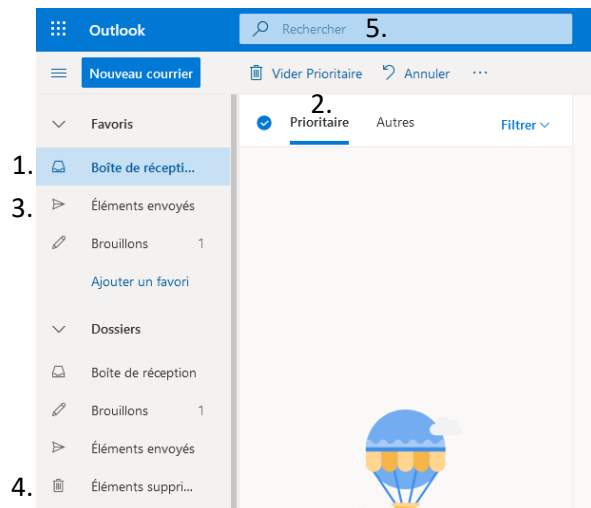 Outlook
Rechercher 5.
Nouveau courrier Vider Prioritaire Annuler ...
2.
Favoris Prioritaire Autres Filtrer
1. Boîte de récepti...
3. Éléments envoyés
Brouillons 1
Ajouter un favori
Dossiers
Boîte de réception
Brouillons 1
Éléments envoyés
4. Éléments suppri...